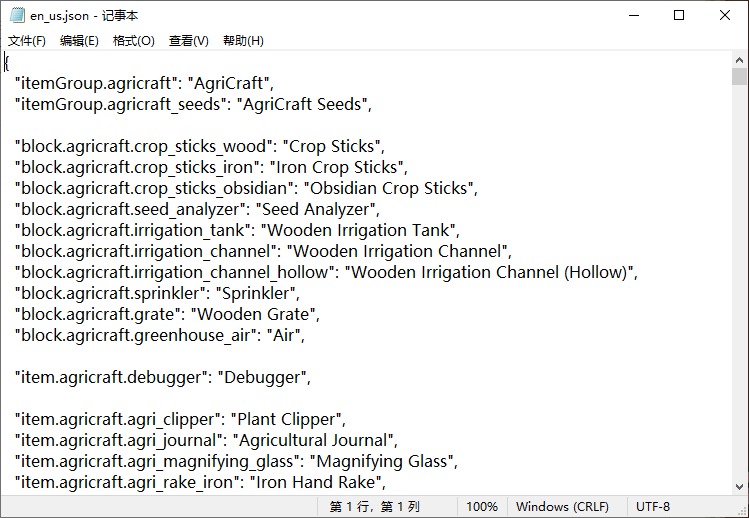 en_us.json - 记事本
文件(F) 编辑(E) 格式(O) 查看(V) 帮助(H)
{
"itemGroup.agricraft": "AgriCraft",
"itemGroup.agricraft_seeds": "AgriCraft Seeds",
"block.agricraft.crop_sticks_wood": "Crop Sticks",
"block.agricraft.crop_sticks_iron": "Iron Crop Sticks",
"block.agricraft.crop_sticks_obsidian": "Obsidian Crop Sticks",
"block.agricraft.seed_analyzer": "Seed Analyzer",
"block.agricraft.irrigation_tank": "Wooden Irrigation Tank",
"block.agricraft.irrigation_channel": "Wooden Irrigation Channel",
"block.agricraft.irrigation_channel_hollow": "Wooden Irrigation Channel (Hollow)",
"block.agricraft.sprinkler": "Sprinkler",
"block.agricraft.grate": "Wooden Grate",
"block.agricraft.greenhouse_air": "Air",
"item.agricraft.debugger": "Debugger",
"item.agricraft.agri_clipper": "Plant Clipper",
"item.agricraft.agri_journal": "Agricultural Journal",
"item.agricraft.agri_magnifying_glass": "Magnifying Glass",
"item.agricraft.agri_rake_iron": "Iron Hand Rake",
第 1 行，第 1 列 100% Windows (CRLF) UTF-8